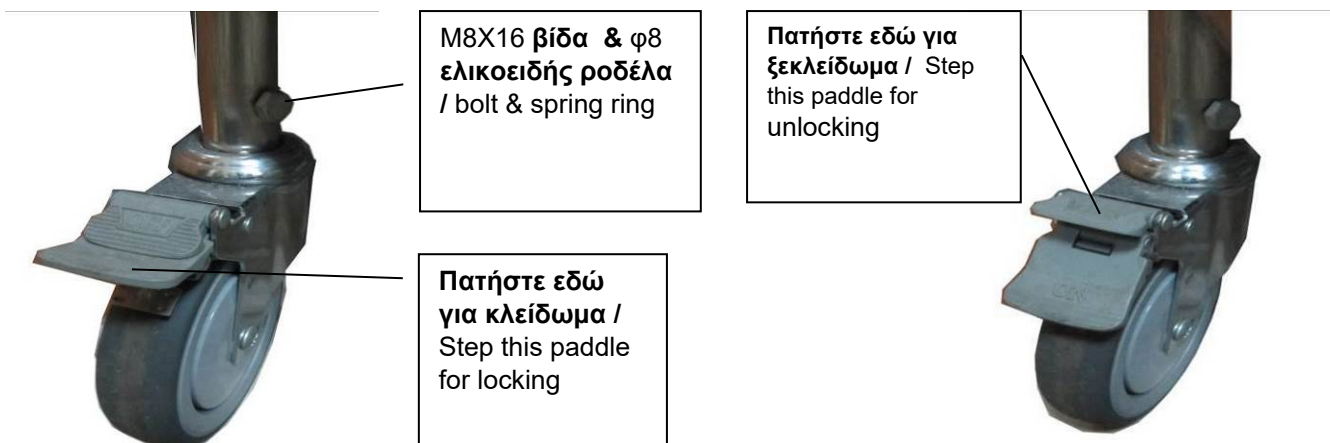 M8X16 βίδα & φ8
ελικοειδής ροδέλα
/ bolt & spring ring
Πατήστε εδώ
για κλείδωμα /
Step this paddle
for locking
Πατήστε εδώ για
ξεκλείδωμα / Step
this paddle for
unlocking